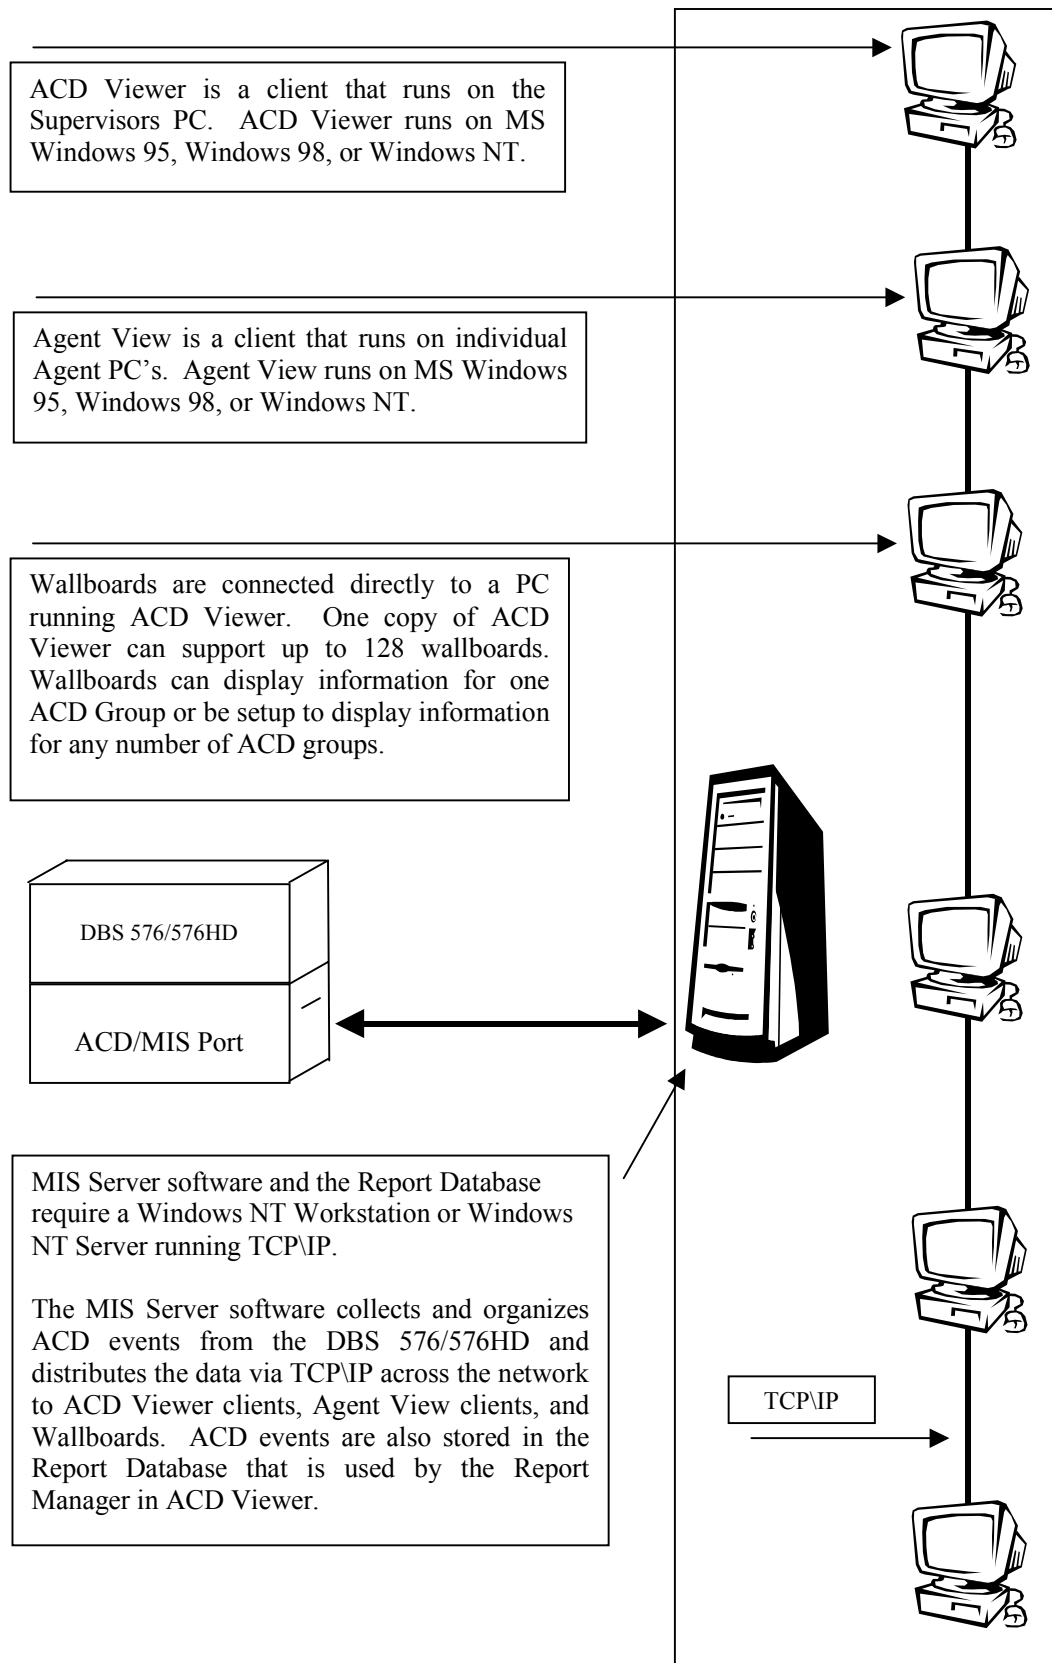 ACD Viewer is a client that runs on the
Supervisors PC. ACD Viewer runs on MS
Windows 95, Windows 98, or Windows NT.
Agent View is a client that runs on individual
Agent PC’s. Agent View runs on MS Windows
95, Windows 98, or Windows NT.
Wallboards are connected directly to a PC
running ACD Viewer. One copy of ACD
Viewer can support up to 128 wallboards.
Wallboards can display information for one
ACD Group or be setup to display information
for any number of ACD groups.
DBS 576/576HD
ACD/MIS Port
MIS Server software and the Report Database
require a Windows NT Workstation or Windows
NT Server running TCP\IP.
The MIS Server software collects and organizes
ACD events from the DBS 576/576HD and
distributes the data via TCP\IP across the network
to ACD Viewer clients, Agent View clients, and
Wallboards. ACD events are also stored in the
Report Database that is used by the Report
Manager in ACD Viewer.
TCP\IP